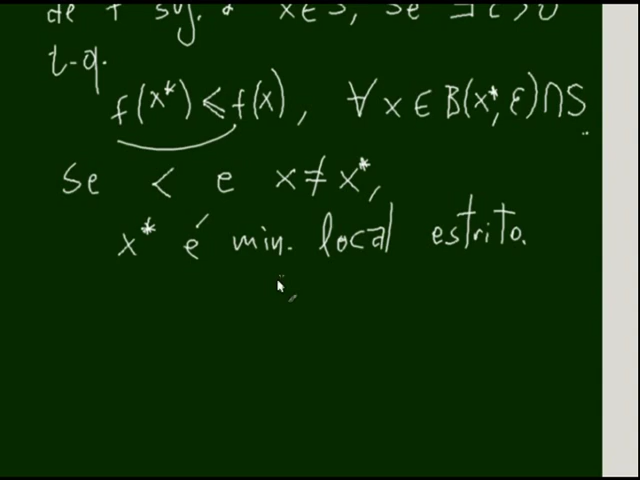 de f suj. a x∈S, se ∃ ε>0
t.q.
f(x*) ≤ f(x), ∀ x ∈ B(x*, ε)∩S.
Se < e x ≠ x*,
x* é min. local estrito.